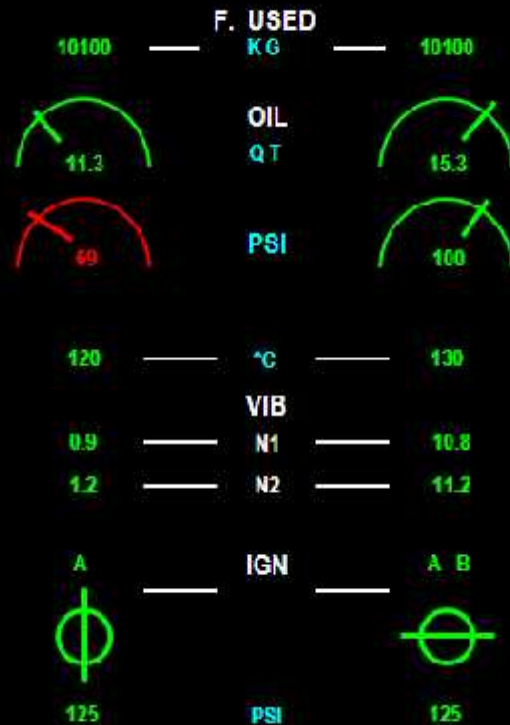 F. USED
10100 KG 10100
OIL
QT
11.3 15.3
PSI
69 100
120 °C 130
VIB
0.9 N1 10.8
1.2 N2 11.2
A IGN A B
125 PSI 125